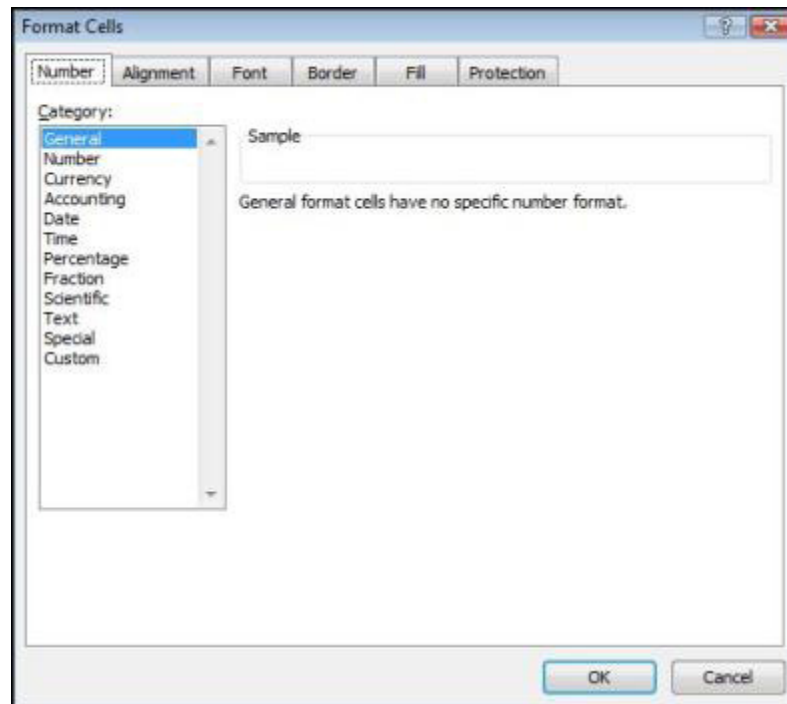 Format Cells
Number Alignment Font Border Fill Protection
Category:
General
Number
Currency
Accounting
Date
Time
Percentage
Fraction
Scientific
Text
Special
Custom
Sample
General format cells have no specific number format.
OK Cancel